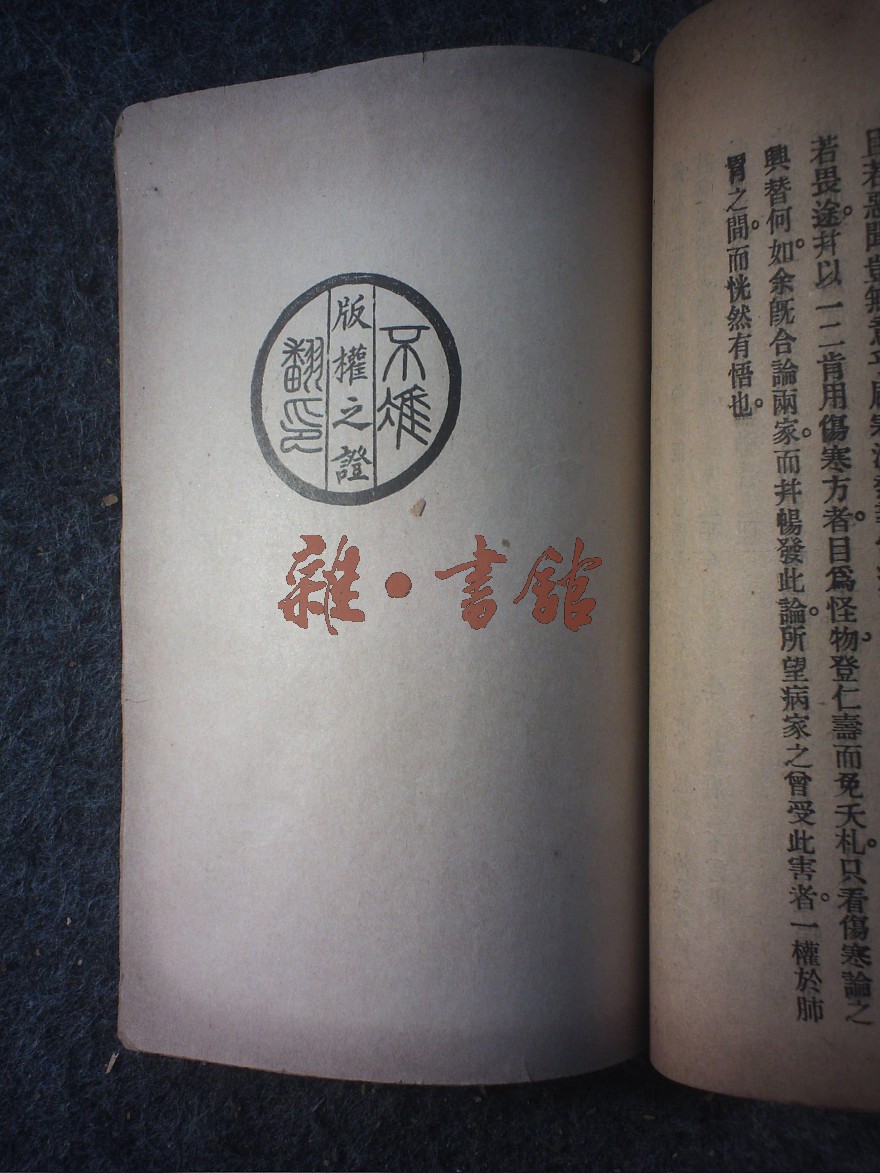 若畏途。幷以一二肯用傷寒方者。目爲怪物。登仁壽而免夭札。只看傷寒論之
興替何如。余旣合論兩家。而幷暢發此論。所望病家之曾受此害者。一權於肺
胃之間。而恍然有悟也。
不准
版權之證
翻印
雜·書館